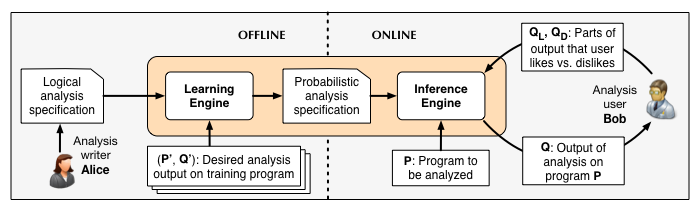 OFFLINE
ONLINE
Logical
analysis
specification
Analysis
writer
Alice
Learning
Engine
(P', Q'): Desired analysis
output on training program
Probabilistic
analysis
specification
Inference
Engine
P: Program to
be analyzed
QL, QD: Parts of
output that user
likes vs. dislikes
Analysis
user
Bob
Q: Output of
analysis on
program P